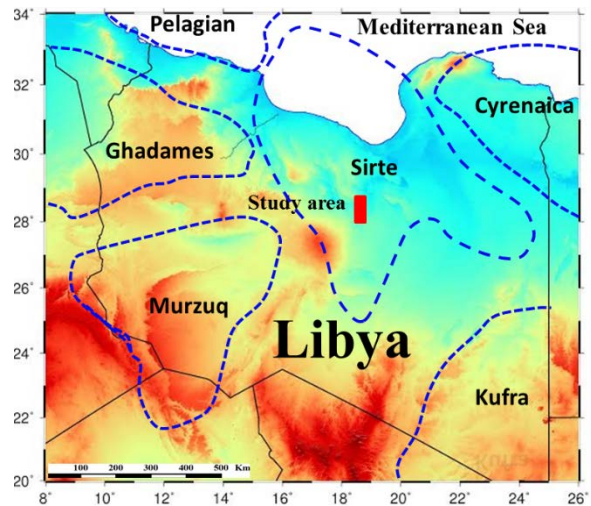 34°
Pelagian
Mediterranean Sea
32°
Cyrenaica
Ghadames
30°
Sirte
Study area
28°
26°
Murzuq
Libya
24°
Kufra
22°
100 200 300 400 500 Km
20°
8° 10° 12° 14° 16° 18° 20° 22° 24° 26°